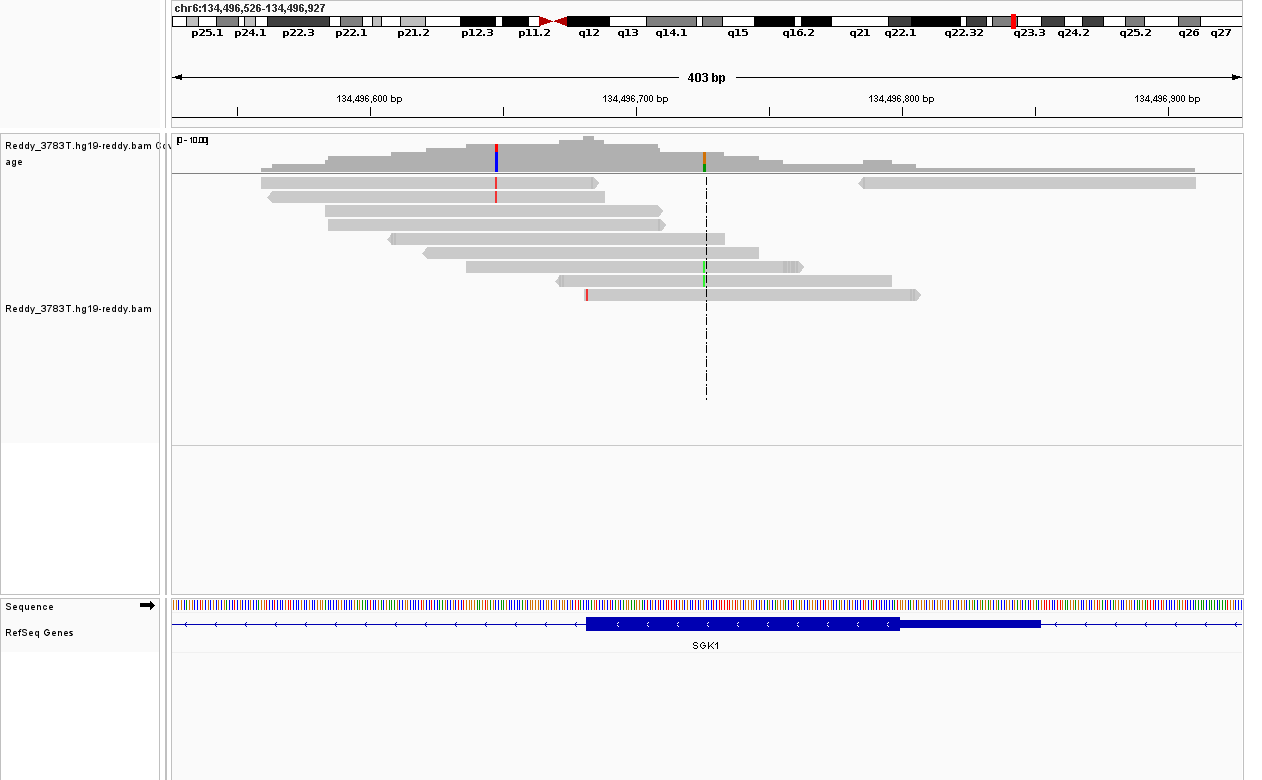 chr6:134,496,526-134,496,927
p25.1 p24.1 p22.3 p22.1 p21.2 p12.3 p11.2 q12 q13 q14.1 q15 q16.2 q21 q22.1 q22.32 q23.3 q24.2 q25.2 q26 q27
403 bp
134,496,600 bp 134,496,700 bp 134,496,800 bp 134,496,900 bp
Reddy_3783T.hg19-reddy.bam Cov
age
[0 - 10.00]
Reddy_3783T.hg19-reddy.bam
Sequence
RefSeq Genes
SGK1